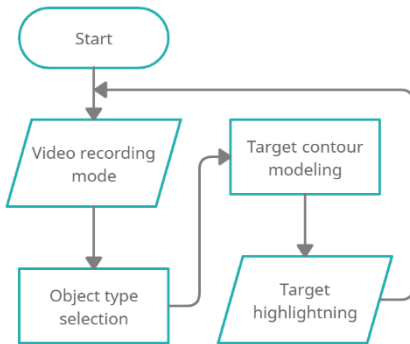 Start
Video recording
mode
Object type
selection
Target contour
modeling
Target
highlightning